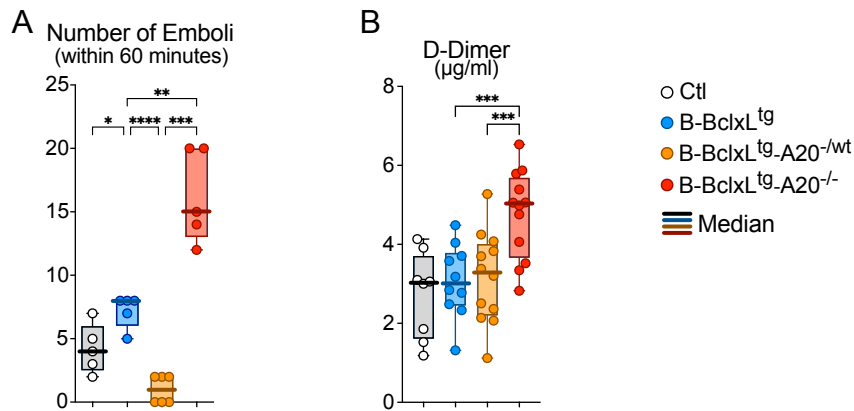 A
Number of Emboli
(within 60 minutes)
25
20
15
10
5
0
*
****
***
**
B
D-Dimer
(µg/ml)
8
6
4
2
0
***
***
Ctl
B-BclxL^tg
B-BclxL^tg-A20^-/wt
B-BclxL^tg-A20^-/-
Median